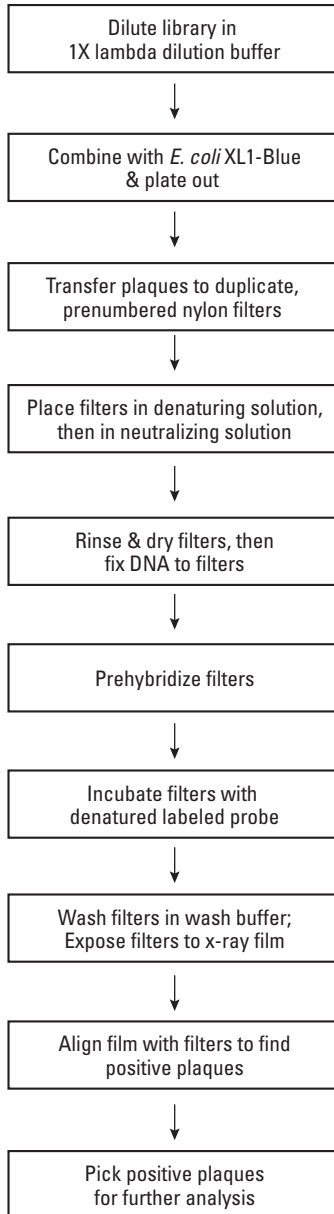 Dilute library in
1X lambda dilution buffer
Combine with E. coli XL1-Blue
& plate out
Transfer plaques to duplicate,
prenumbered nylon filters
Place filters in denaturing solution,
then in neutralizing solution
Rinse & dry filters, then
fix DNA to filters
Prehybridize filters
Incubate filters with
denatured labeled probe
Wash filters in wash buffer;
Expose filters to x-ray film
Align film with filters to find
positive plaques
Pick positive plaques
for further analysis